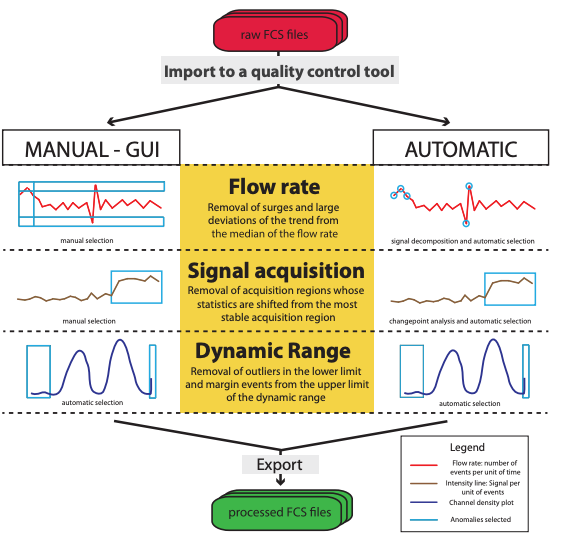 raw FCS files
Import to a quality control tool
MANUAL - GUI
AUTOMATIC
Flow rate
Removal of surges and large
deviations of the trend from
the median of the flow rate
manual selection
signal decomposition and automatic selection
Signal acquisition
Removal of acquisition regions whose
statistics are shifted from the most
stable acquisition region
manual selection
changepoint analysis and automatic selection
Dynamic Range
Removal of outliers in the lower limit
and margin events from the upper limit
of the dynamic range
automatic selection
automatic selection
Export
processed FCS files
Legend
Flow rate: number of
events per unit of time
Intensity line: Signal per
unit of events
Channel density plot
Anomalies selected